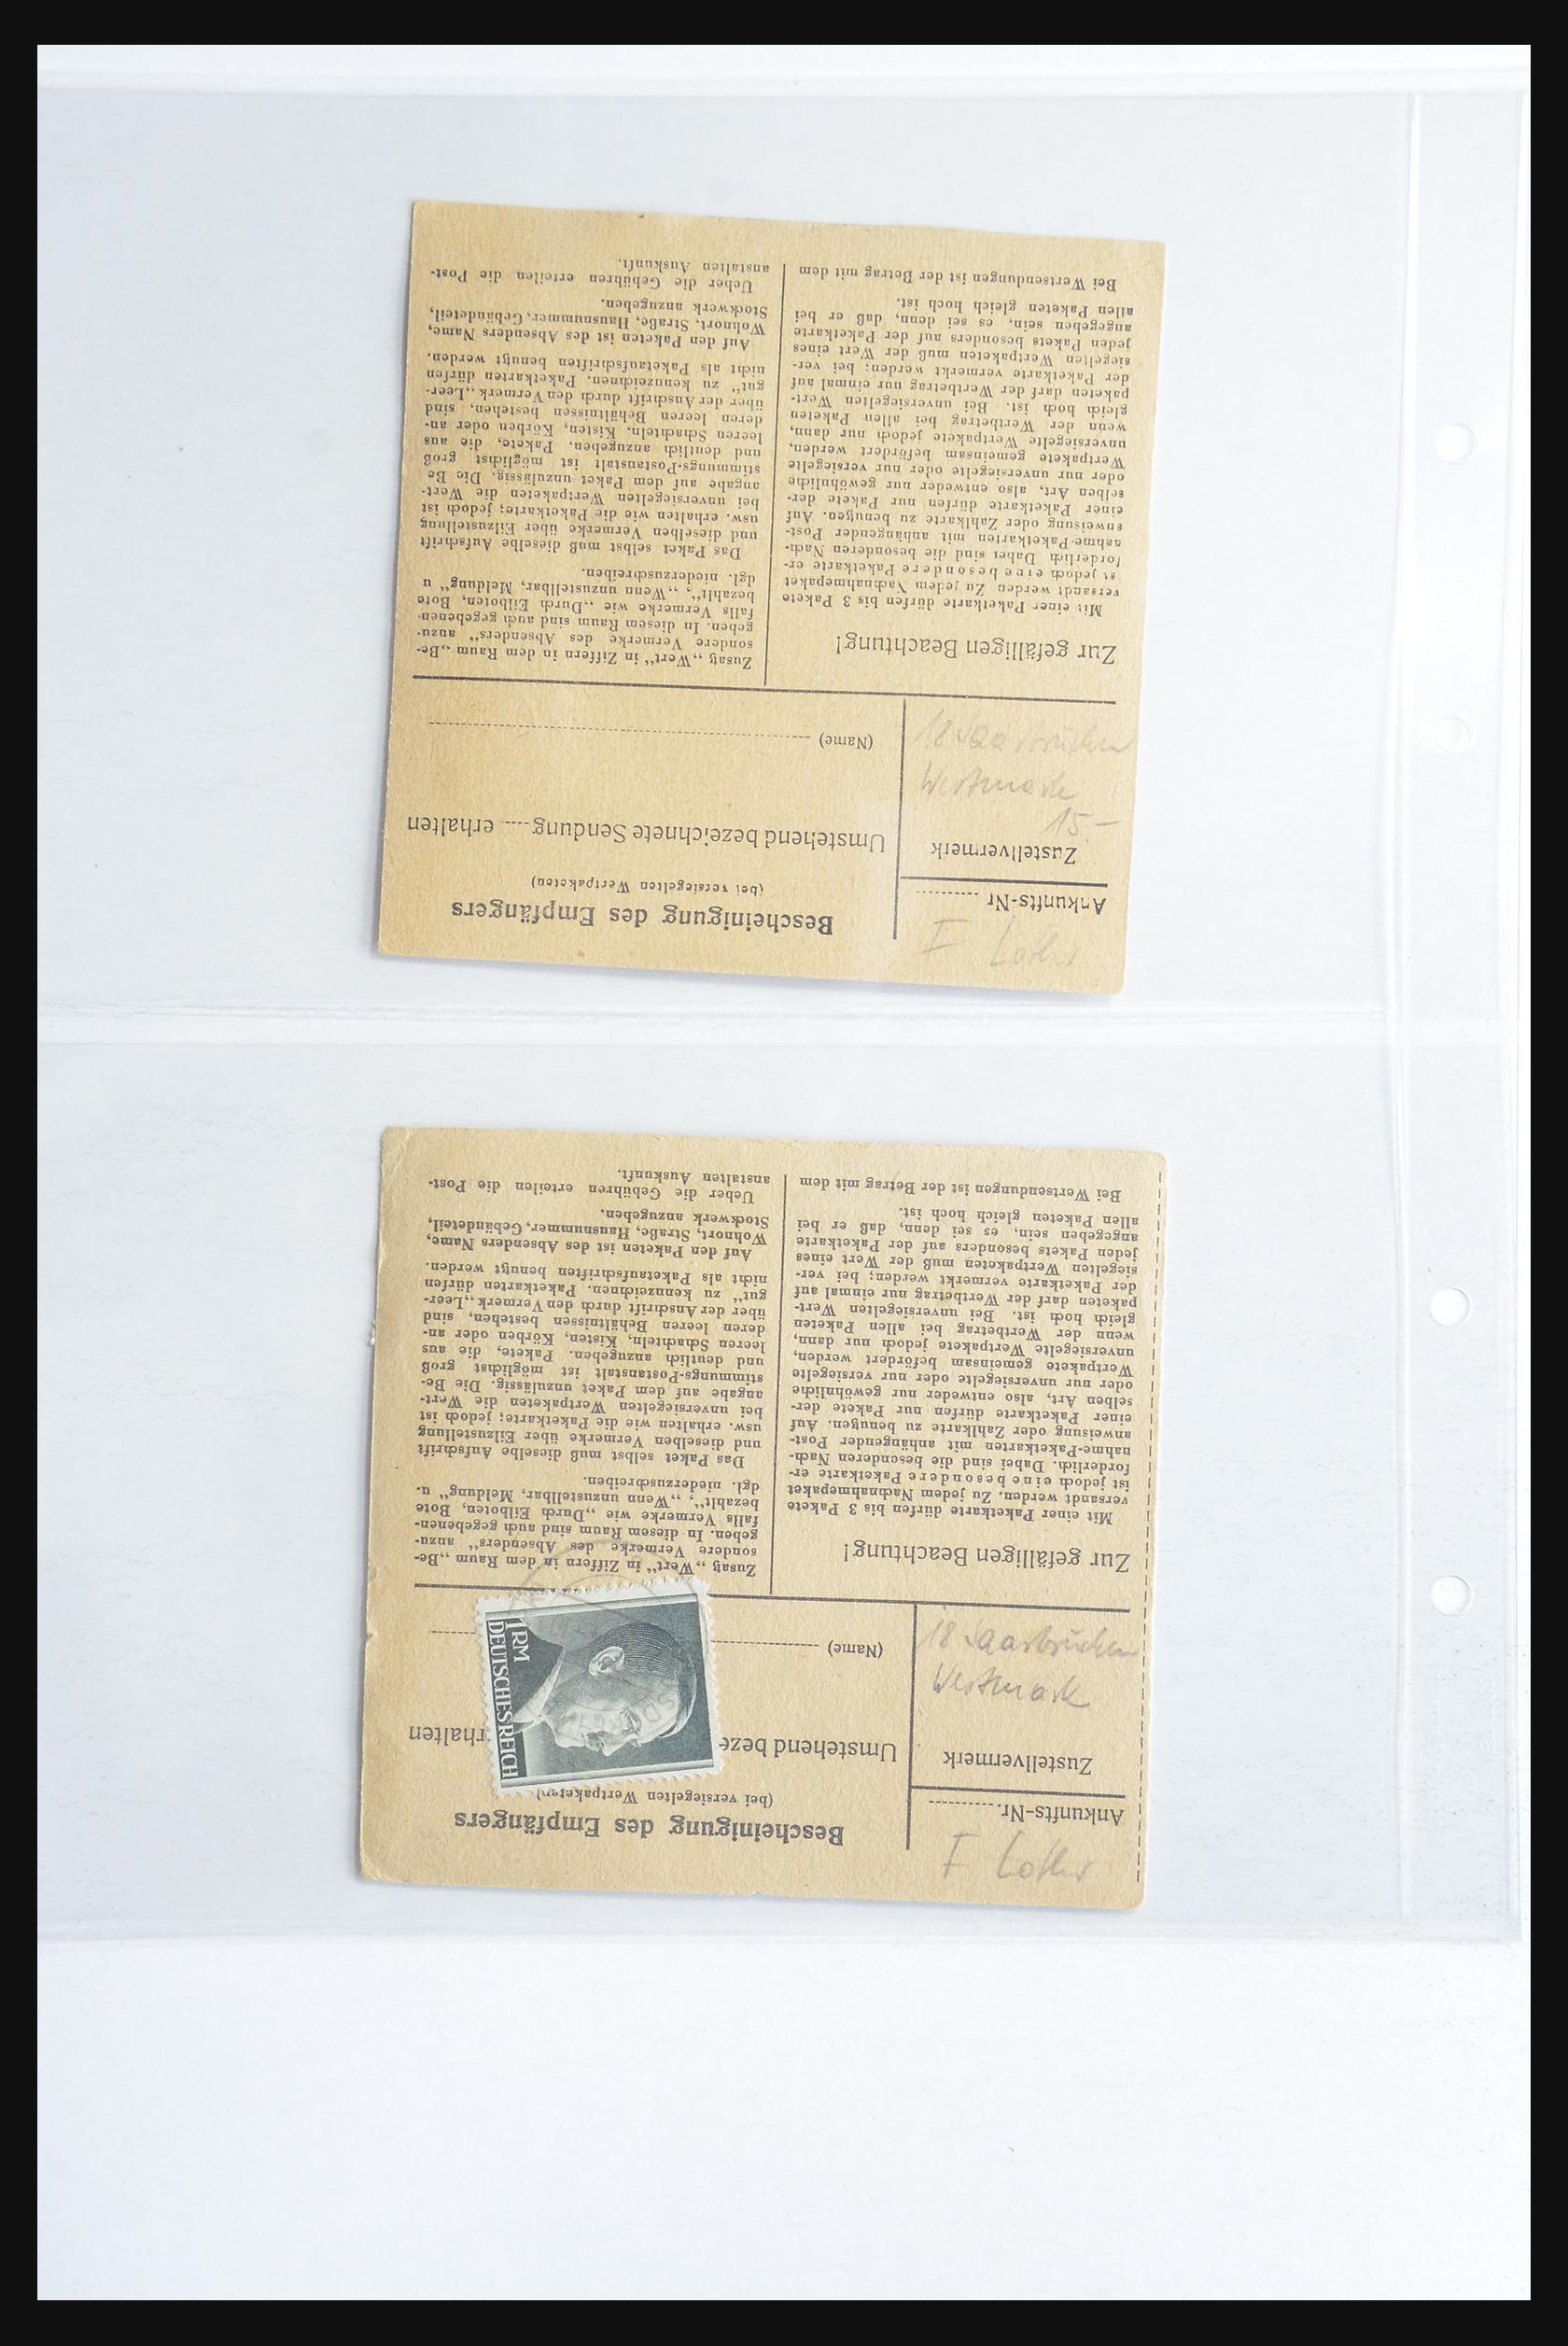 18 Saarbrücken
Westmark
15.–
F Lothr
Bescheinigung des Empfängers
(bei versiegelten Wertpaketen)
Umstehend bezeichnete Sendung erhalten
(Name)
Ankunfts-Nr
Zustellvermerk
Zur gefälligen Beachtung!
Mit einer Paketkarte dürfen bis 3 Pakete
versandt werden Zu jedem Nachnahmepaket
st jedoch eine besondere Paketkarte er-
forderlich Dabei sind die besonderen Nach-
nahme-Paketkarten mit anhängender Post-
anweisung oder Zahlkarte zu benutzen. Auf
einer Paketkarte dürfen nur Pakete der-
selben Art, also entweder nur gewöhnliche
oder nur unversiegelte oder nur versiegelte
Wertpakete gemeinsam befördert werden,
unversiegelte Wertpakete jedoch nur dann,
wenn der Wertbetrag bei allen Paketen
gleich hoch ist. Bei unversiegelten Wert-
paketen darf der Wertbetrag nur einmal auf
der Paketkarte vermerkt werden; bei ver-
siegelten Wertpaketen muß der Wert eines
jeden Pakets besonders auf der Paketkarte
angegeben sein, es sei denn, daß er bei
allen Paketen gleich hoch ist.
Bei Wertsendungen ist der Betrag mit dem
Zusatz „Wert“ in Ziffern in dem Raum „Be-
sondere Vermerke des Absenders“ anzu-
geben. In diesem Raum sind auch gegebenen-
falls Vermerke wie „Durch Eilboten, Bote
bezahlt“, „Wenn unzustellbar, Meldung“ u
dgl. niederzuschreiben.
Das Paket selbst muß dieselbe Aufschrift
und dieselben Vermerke über Eilzustellung
usw. erhalten wie die Paketkarte; jedoch ist
bei unversiegelten Wertpaketen die Wert-
angabe auf dem Paket unzulässig. Die Be
stimmungs-Postanstalt ist möglichst groß
und deutlich anzugeben. Pakete, die aus
leeren Schachteln, Kisten, Körben oder an-
deren leeren Behältnissen bestehen, sind
über der Anschrift durch den Vermerk „Leer-
gut“ zu kennzeichnen. Paketkarten dürfen
nicht als Paketaufschriften benutzt werden.
Auf den Paketen ist des Absenders Name,
Wohnort, Straße, Hausnummer, Gebäudeteil,
Stockwerk anzugeben.
Ueber die Gebühren erteilen die Post-
anstalten Auskunft.
18 Saarbrücken
Westmark
F Lothr
Bescheinigung des Empfängers
(bei versiegelten Wertpaketen)
Umstehend beze
rhalten
(Name)
1 RM
DEUTSCHES REICH
Ankunfts-Nr.
Zustellvermerk
Zur gefälligen Beachtung!
Mit einer Paketkarte dürfen bis 3 Pakete
versandt werden. Zu jedem Nachnahmepaket
ist jedoch eine besondere Paketkarte er-
forderlich. Dabei sind die besonderen Nach-
nahme-Paketkarten mit anhängender Post-
anweisung oder Zahlkarte zu benutzen. Auf
einer Paketkarte dürfen nur Pakete der-
selben Art, also entweder nur gewöhnliche
oder nur unversiegelte oder nur versiegelte
Wertpakete gemeinsam befördert werden,
unversiegelte Wertpakete jedoch nur dann,
wenn der Wertbetrag bei allen Paketen
gleich hoch ist. Bei unversiegelten Wert-
paketen darf der Wertbetrag nur einmal auf
der Paketkarte vermerkt werden; bei ver-
siegelten Wertpaketen muß der Wert eines
jeden Pakets besonders auf der Paketkarte
angegeben sein, es sei denn, daß er bei
allen Paketen gleich hoch ist.
Bei Wertsendungen ist der Betrag mit dem
Zusatz „Wert“ in Ziffern in dem Raum „Be-
sondere Vermerke des Absenders“ anzu-
geben. In diesem Raum sind auch gegebenen-
falls Vermerke wie „Durch Eilboten, Bote
bezahlt“, „Wenn unzustellbar, Meldung“ u.
dgl. niederzuschreiben.
Das Paket selbst muß dieselbe Aufschrift
und dieselben Vermerke über Eilzustellung
usw. erhalten wie die Paketkarte; jedoch ist
bei unversiegelten Wertpaketen die Wert-
angabe auf dem Paket unzulässig. Die Be-
stimmungs-Postanstalt ist möglichst groß
und deutlich anzugeben. Pakete, die aus
leeren Schachteln, Kisten, Körben oder an-
deren leeren Behältnissen bestehen, sind
über der Anschrift durch den Vermerk „Leer-
gut“ zu kennzeichnen. Paketkarten dürfen
nicht als Paketaufschriften benutzt werden.
Auf den Paketen ist des Absenders Name,
Wohnort, Straße, Hausnummer, Gebäudeteil,
Stockwerk anzugeben.
Ueber die Gebühren erteilen die Post-
anstalten Auskunft.